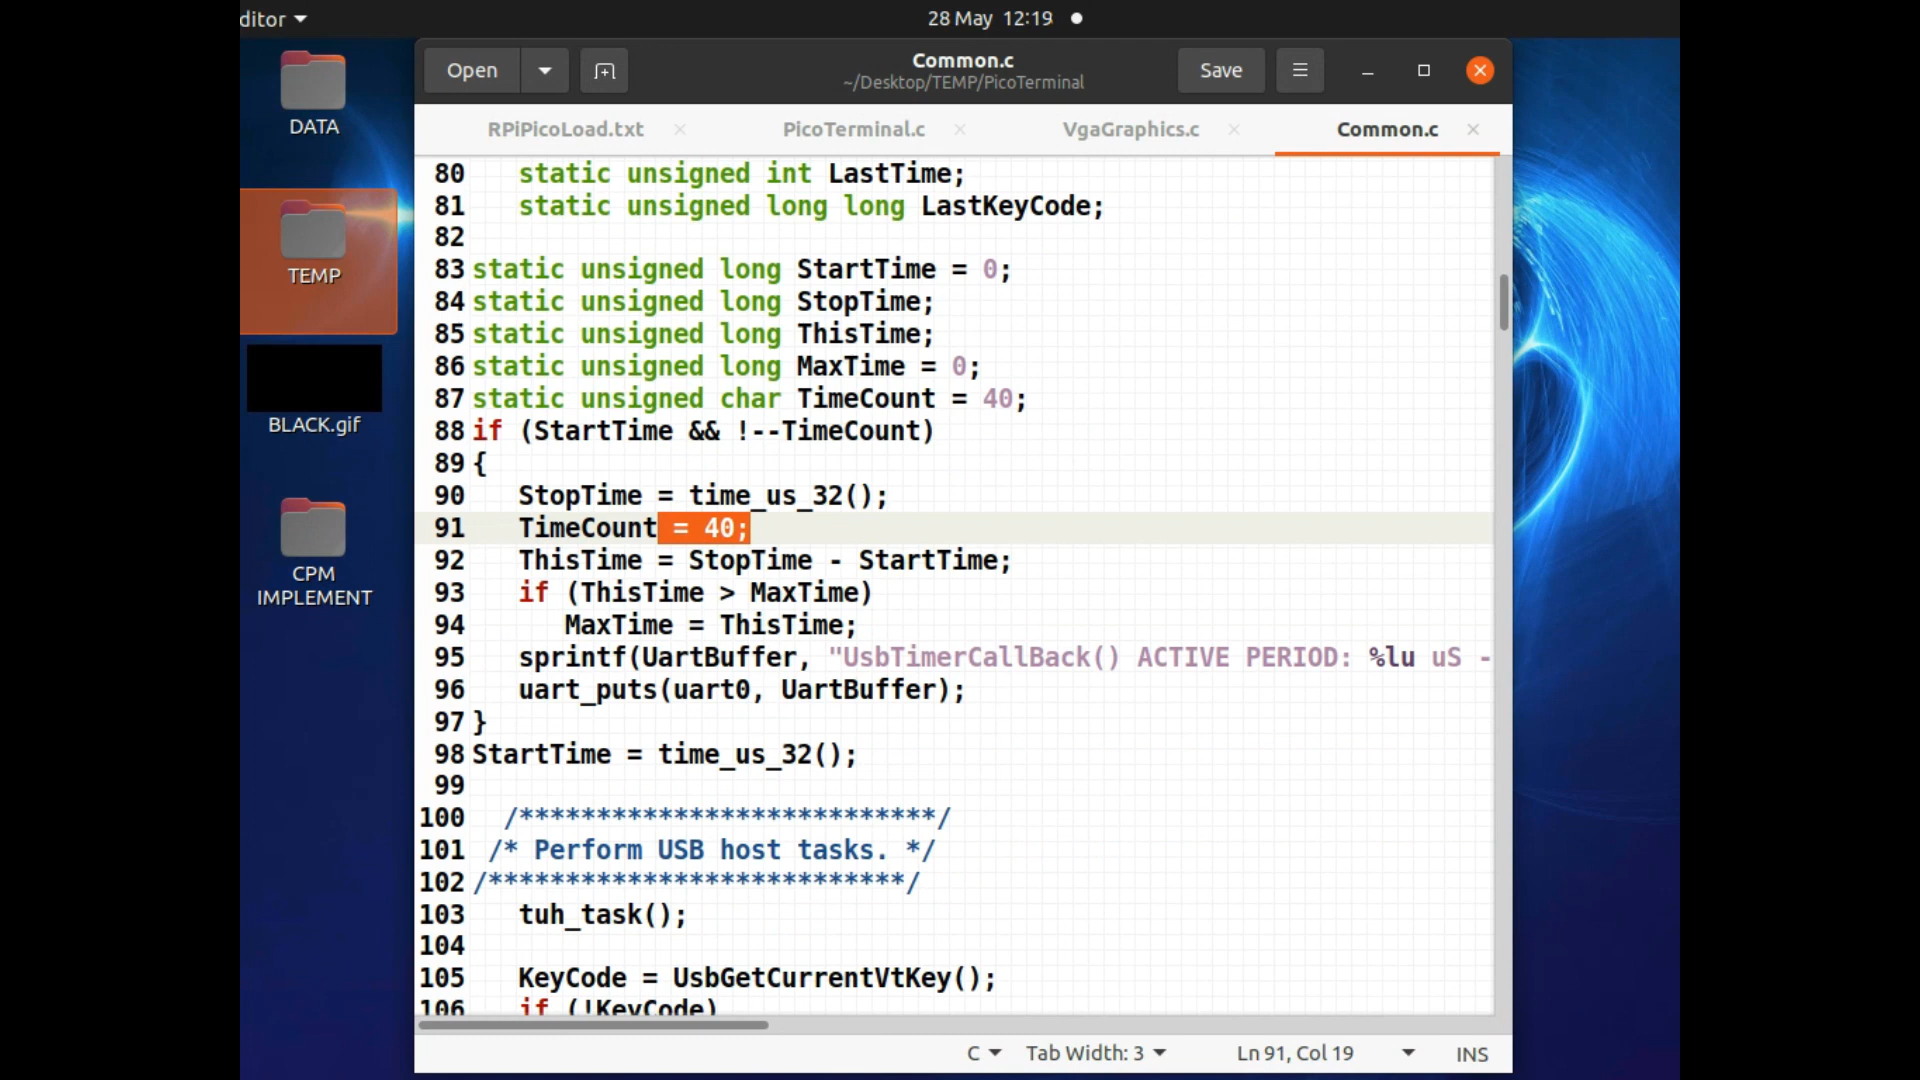 ditor
28 May 12:19
DATA
TEMP
BLACK.gif
CPM
IMPLEMENT
Open
Common.c
~/Desktop/TEMP/PicoTerminal
Save
RPiPicoLoad.txt
PicoTerminal.c
VgaGraphics.c
Common.c
80 static unsigned int LastTime;
81 static unsigned long long LastKeyCode;
82
83 static unsigned long StartTime = 0;
84 static unsigned long StopTime;
85 static unsigned long ThisTime;
86 static unsigned long MaxTime = 0;
87 static unsigned char TimeCount = 40;
88 if (StartTime && !--TimeCount)
89 {
90 StopTime = time_us_32();
91 TimeCount = 40;
92 ThisTime = StopTime - StartTime;
93 if (ThisTime > MaxTime)
94 MaxTime = ThisTime;
95 sprintf(UartBuffer, "UsbTimerCallBack() ACTIVE PERIOD: %lu uS -
96 uart_puts(uart0, UartBuffer);
97 }
98 StartTime = time_us_32();
99
100 /***************************/
101 /* Perform USB host tasks. */
102 /***************************/
103 tuh_task();
104
105 KeyCode = UsbGetCurrentVtKey();
106 if (!KeyCode)
C
Tab Width: 3
Ln 91, Col 19
INS